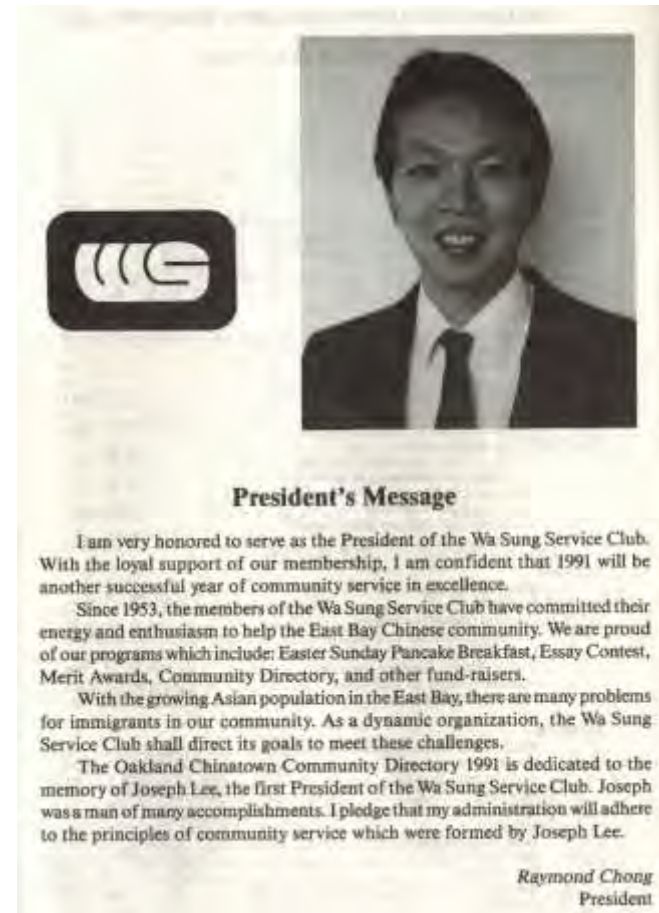 WS
President's Message
I am very honored to serve as the President of the Wa Sung Service Club.
With the loyal support of our membership, I am confident that 1991 will be
another successful year of community service in excellence.
Since 1953, the members of the Wa Sung Service Club have committed their
energy and enthusiasm to help the East Bay Chinese community. We are proud
of our programs which include: Easter Sunday Pancake Breakfast, Essay Contest,
Merit Awards, Community Directory, and other fund-raisers.
With the growing Asian population in the East Bay, there are many problems
for immigrants in our community. As a dynamic organization, the Wa Sung
Service Club shall direct its goals to meet these challenges.
The Oakland Chinatown Community Directory 1991 is dedicated to the
memory of Joseph Lee, the first President of the Wa Sung Service Club. Joseph
was a man of many accomplishments. I pledge that my administration will adhere
to the principles of community service which were formed by Joseph Lee.
Raymond Chong
President